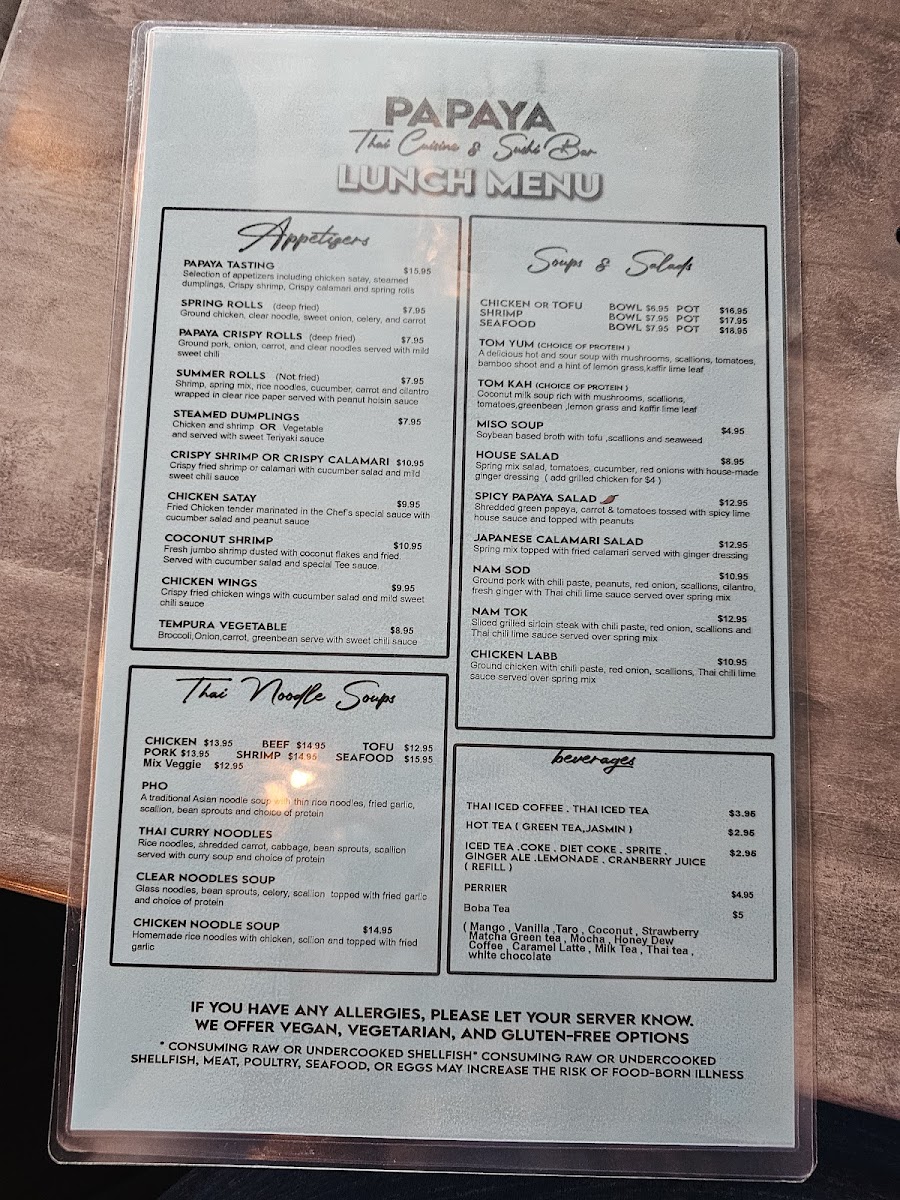 PAPAYA
Thai Cuisine & Sushi Bar
LUNCH MENU
Appetizers
PAPAYA TASTING $15.95
Selection of appetizers including chicken satay, steamed
dumplings, Crispy shrimp, Crispy calamari and spring rolls
SPRING ROLLS (deep fried) $7.95
Ground chicken, clear noodle, sweet onion, celery, and carrot
PAPAYA CRISPY ROLLS (deep fried) $7.95
Ground pork, onion, carrot, and clear noodles served with mild
sweet chili
SUMMER ROLLS (Not fried) $7.95
Shrimp, spring mix, rice noodles, cucumber, carrot and cilantro
wrapped in clear rice paper served with peanut hoisin sauce
STEAMED DUMPLINGS $7.95
Chicken and shrimp OR Vegetable
and served with sweet Teriyaki sauce
CRISPY SHRIMP OR CRISPY CALAMARI $10.95
Crispy fried shrimp or calamari with cucumber salad and mild
sweet chili sauce
CHICKEN SATAY $9.95
Fried Chicken tender marinated in the Chef's special sauce with
cucumber salad and peanut sauce
COCONUT SHRIMP $10.95
Fresh jumbo shrimp dusted with coconut flakes and fried.
Served with cucumber salad and special Tee sauce.
CHICKEN WINGS $9.95
Crispy fried chicken wings with cucumber salad and mild sweet
chili sauce
TEMPURA VEGETABLE $8.95
Broccoli,Onion,carrot, greenbean serve with sweet chili sauce
Thai Noodle Soups
CHICKEN $13.95 BEEF $14.95 TOFU $12.95
PORK $13.95 SHRIMP $14.95 SEAFOOD $15.95
Mix Veggie $12.95
PHO
A traditional Asian noodle soup with thin rice noodles, fried garlic,
scallion, bean sprouts and choice of protein
THAI CURRY NOODLES
Rice noodles, shredded carrot, cabbage, bean sprouts, scallion
served with curry soup and choice of protein
CLEAR NOODLES SOUP
Glass noodles, bean sprouts, celery, scallion topped with fried garlic
and choice of protein
CHICKEN NOODLE SOUP $14.95
Homemade rice noodles with chicken, scllion and topped with fried
garlic
Soups & Salads
CHICKEN OR TOFU BOWL $6.95 POT $16.95
SHRIMP BOWL $7.95 POT $17.95
SEAFOOD BOWL $7.95 POT $18.95
TOM YUM (CHOICE OF PROTEIN )
A delicious hot and sour soup with mushrooms, scallions, tomatoes,
bamboo shoot and a hint of lemon grass,kaffir lime leaf
TOM KAH (CHOICE OF PROTEIN )
Coconut milk soup rich with mushrooms, scallions,
tomatoes,greenbean ,lemon grass and kaffir lime leaf
MISO SOUP $4.95
Soybean based broth with tofu ,scallions and seaweed
HOUSE SALAD $8.95
Spring mix salad, tomatoes, cucumber, red onions with house-made
ginger dressing ( add grilled chicken for $4 )
SPICY PAPAYA SALAD $12.95
Shredded green papaya, carrot & tomatoes tossed with spicy lime
house sauce and topped with peanuts
JAPANESE CALAMARI SALAD $12.95
Spring mix topped with fried calamari served with ginger dressing
NAM SOD $10.95
Ground pork with chili paste, peanuts, red onion, scallions, cilantro,
fresh ginger with Thai chili lime sauce served over spring mix
NAM TOK $12.95
Sliced grilled sirloin steak with chili paste, red onion, scallions and
Thai chili lime sauce served over spring mix
CHICKEN LABB $10.95
Ground chicken with chili paste, red onion, scallions, Thai chili lime
sauce served over spring mix
beverages
THAI ICED COFFEE . THAI ICED TEA $3.95
HOT TEA ( GREEN TEA,JASMIN ) $2.95
ICED TEA .COKE . DIET COKE . SPRITE . $2.95
GINGER ALE .LEMONADE . CRANBERRY JUICE
( REFILL )
PERRIER $4.95
Boba Tea $5
( Mango , Vanilla ,Taro , Coconut , Strawberry
Matcha Green tea , Mocha , Honey Dew
Coffee , Caramel Latte , Milk Tea , Thai tea ,
white chocolate
IF YOU HAVE ANY ALLERGIES, PLEASE LET YOUR SERVER KNOW.
WE OFFER VEGAN, VEGETARIAN, AND GLUTEN-FREE OPTIONS
* CONSUMING RAW OR UNDERCOOKED SHELLFISH* CONSUMING RAW OR UNDERCOOKED
SHELLFISH, MEAT, POULTRY, SEAFOOD, OR EGGS MAY INCREASE THE RISK OF FOOD-BORN ILLNESS